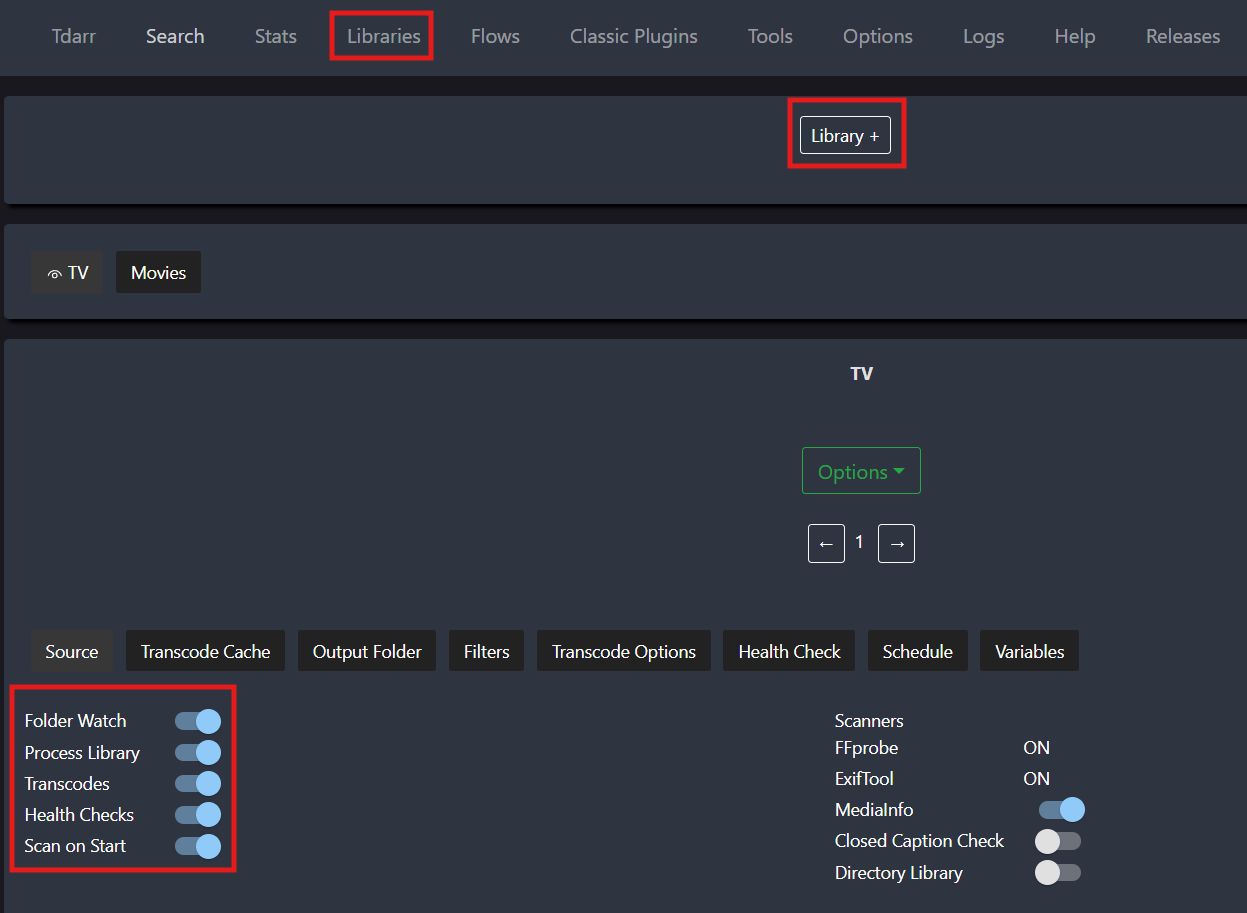 Tdarr Search Stats Libraries Flows Classic Plugins Tools Options Logs Help Releases
Library +
TV Movies
TV
Options
← 1 →
Source Transcode Cache Output Folder Filters Transcode Options Health Check Schedule Variables
Folder Watch
Process Library
Transcodes
Health Checks
Scan on Start
Scanners
FFprobe ON
ExifTool ON
MediaInfo
Closed Caption Check
Directory Library